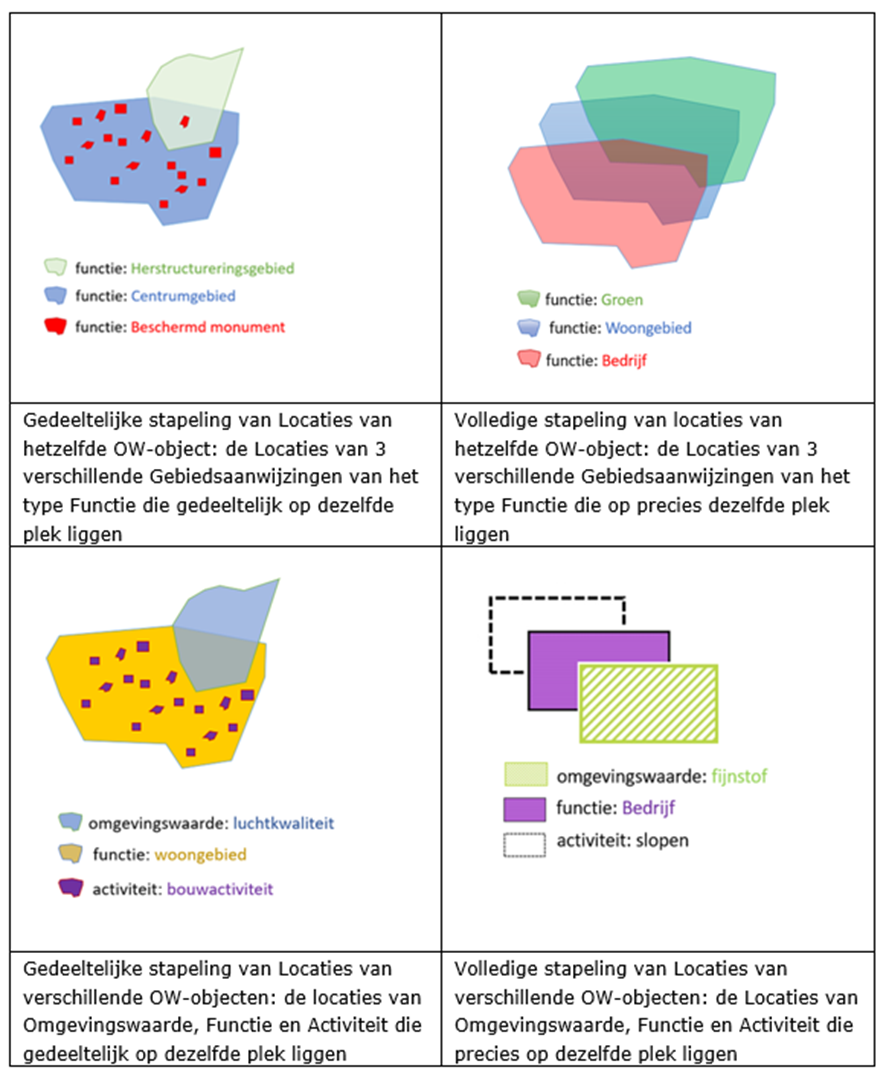 functie: Herstructureringsgebied
functie: Centrumgebied
functie: Beschermd monument
functie: Groen
functie: Woongebied
functie: Bedrijf
Gedeeltelijke stapeling van Locaties van
hetzelfde OW-object: de Locaties van 3
verschillende Gebiedsaanwijzingen van het
type Functie die gedeeltelijk op dezelfde
plek liggen
Volledige stapeling van locaties van
hetzelfde OW-object: de Locaties van 3
verschillende Gebiedsaanwijzingen van het
type Functie die op precies dezelfde plek
liggen
omgevingswaarde: luchtkwaliteit
functie: woongebied
activiteit: bouwactiviteit
omgevingswaarde: fijnstof
functie: Bedrijf
activiteit: slopen
Gedeeltelijke stapeling van Locaties van
verschillende OW-objecten: de locaties van
Omgevingswaarde, Functie en Activiteit die
gedeeltelijk op dezelfde plek liggen
Volledige stapeling van Locaties van
verschillende OW-objecten: de Locaties van
Omgevingswaarde, Functie en Activiteit die
precies op dezelfde plek liggen